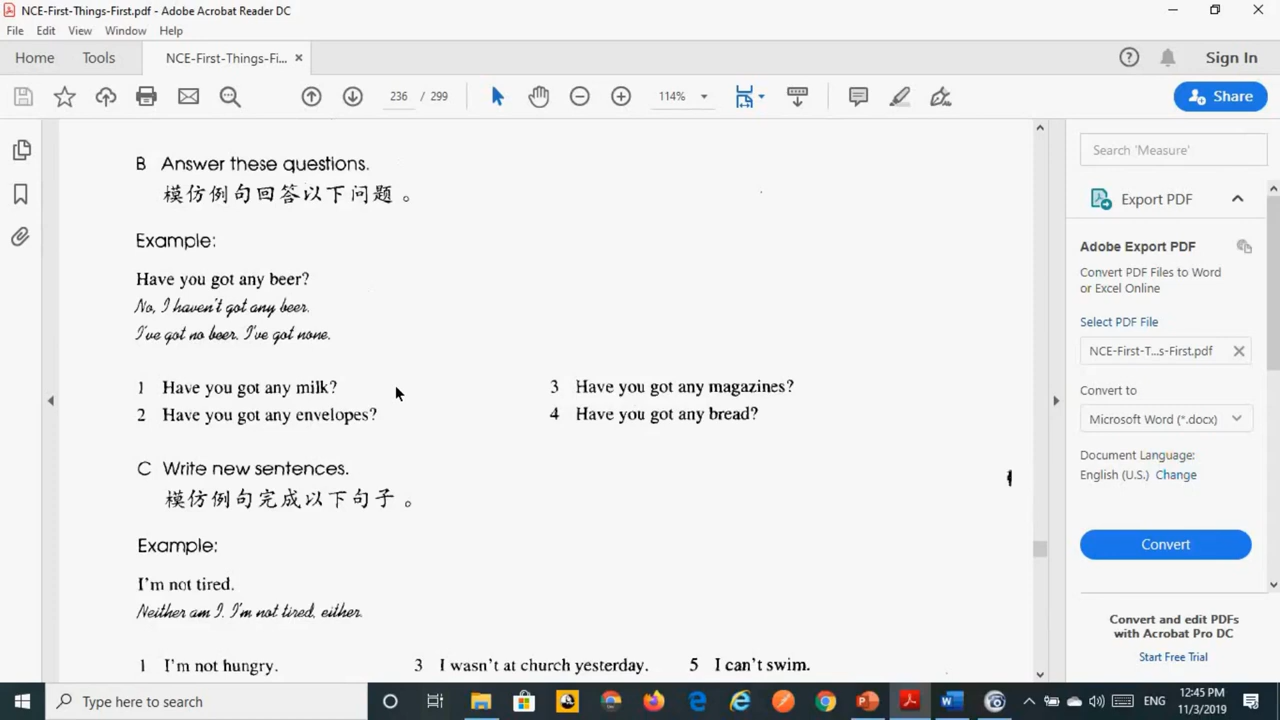 NCE-First-Things-First.pdf - Adobe Acrobat Reader DC
File Edit View Window Help
Home Tools NCE-First-Things-Fi... × Sign In
236 / 299 114% Share
B Answer these questions.
模仿例句回答以下问题。
Example:
Have you got any beer?
No, I haven't got any beer.
I've got no beer. I've got none.
1 Have you got any milk?
2 Have you got any envelopes?
3 Have you got any magazines?
4 Have you got any bread?
C Write new sentences.
模仿例句完成以下句子。
Example:
I'm not tired.
Neither am I. I'm not tired, either.
1 I'm not hungry. 3 I wasn't at church yesterday. 5 I can't swim.
Search 'Measure'
Export PDF
Adobe Export PDF
Convert PDF Files to Word
or Excel Online
Select PDF File
NCE-First-T...s-First.pdf
Convert to
Microsoft Word (*.docx)
Document Language:
English (U.S.) Change
Convert
Convert and edit PDFs
with Acrobat Pro DC
Start Free Trial
Type here to search
ENG
12:45 PM
11/3/2019